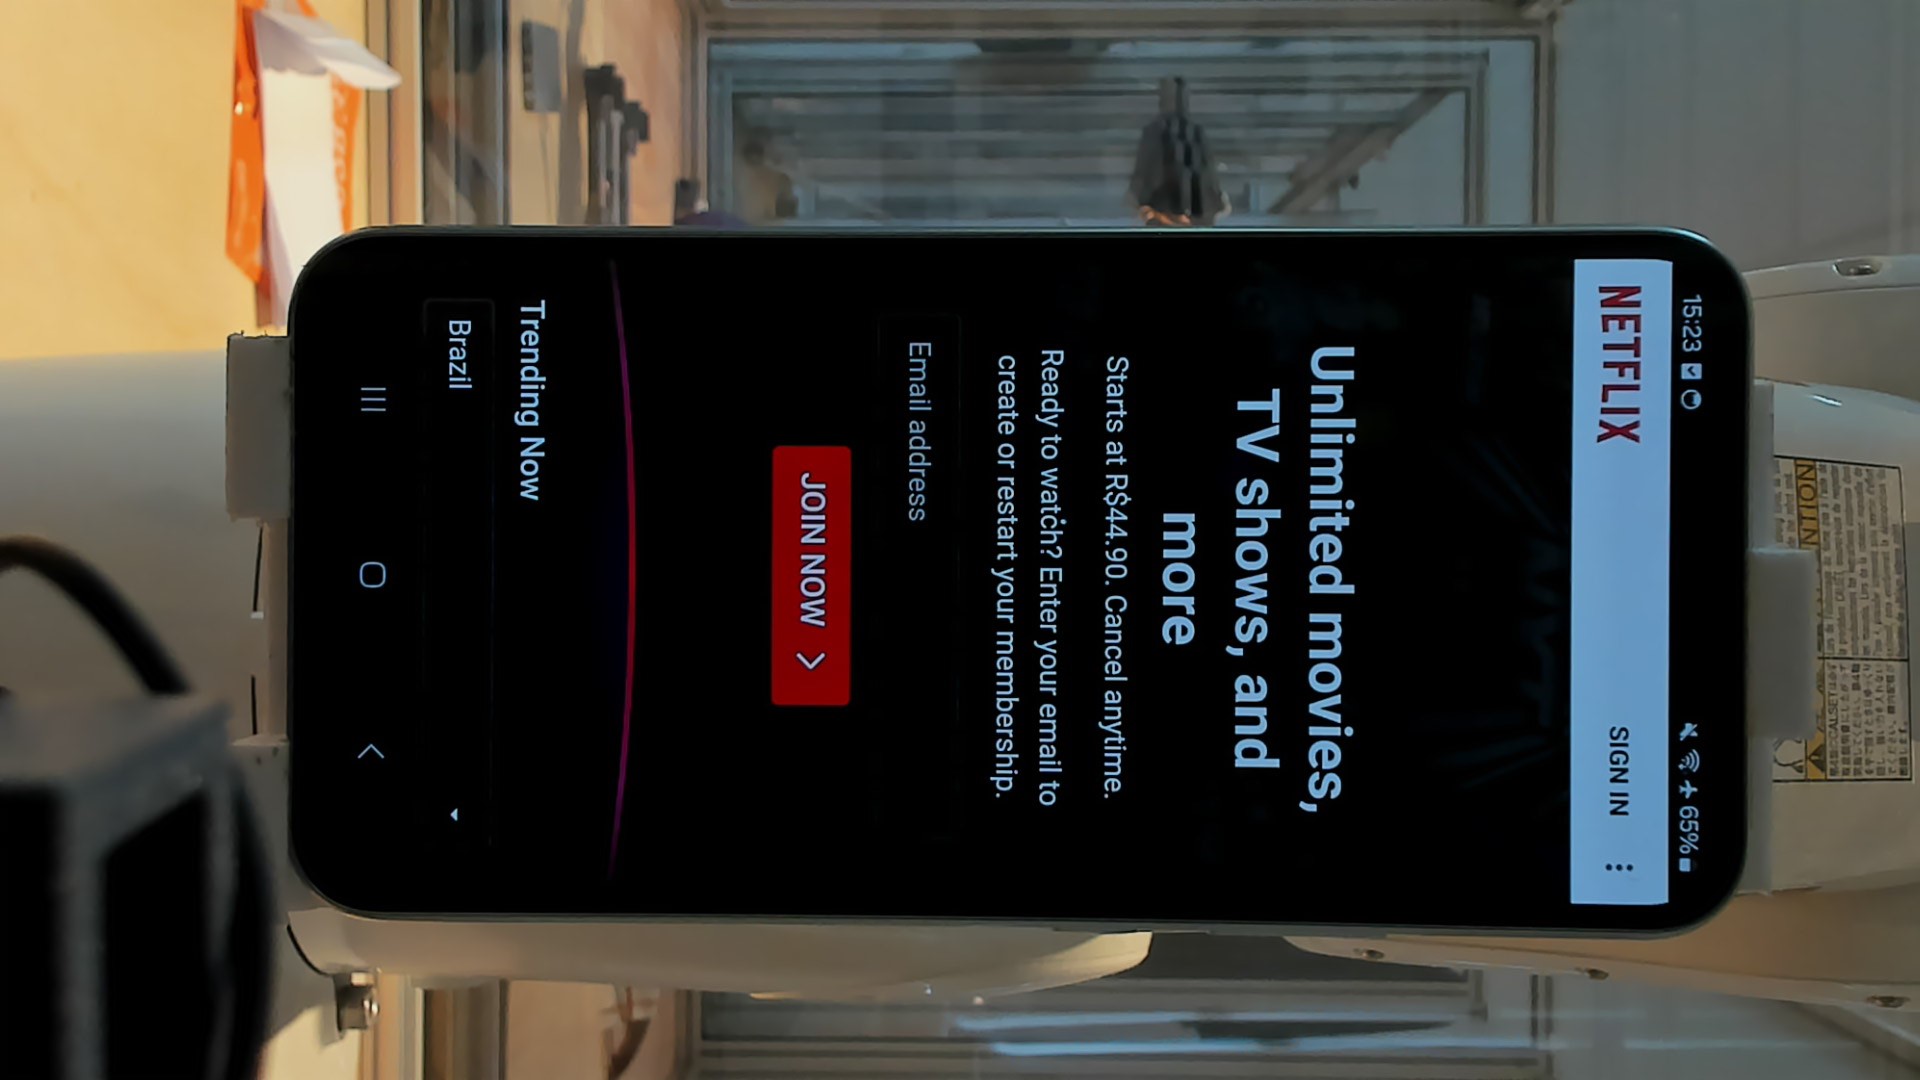 15:23
65%
NETFLIX
SIGN IN
Unlimited movies,
TV shows, and
more
Starts at R$44.90. Cancel anytime.
Ready to watch? Enter your email to
create or restart your membership.
Email address
JOIN NOW
Trending Now
Brazil